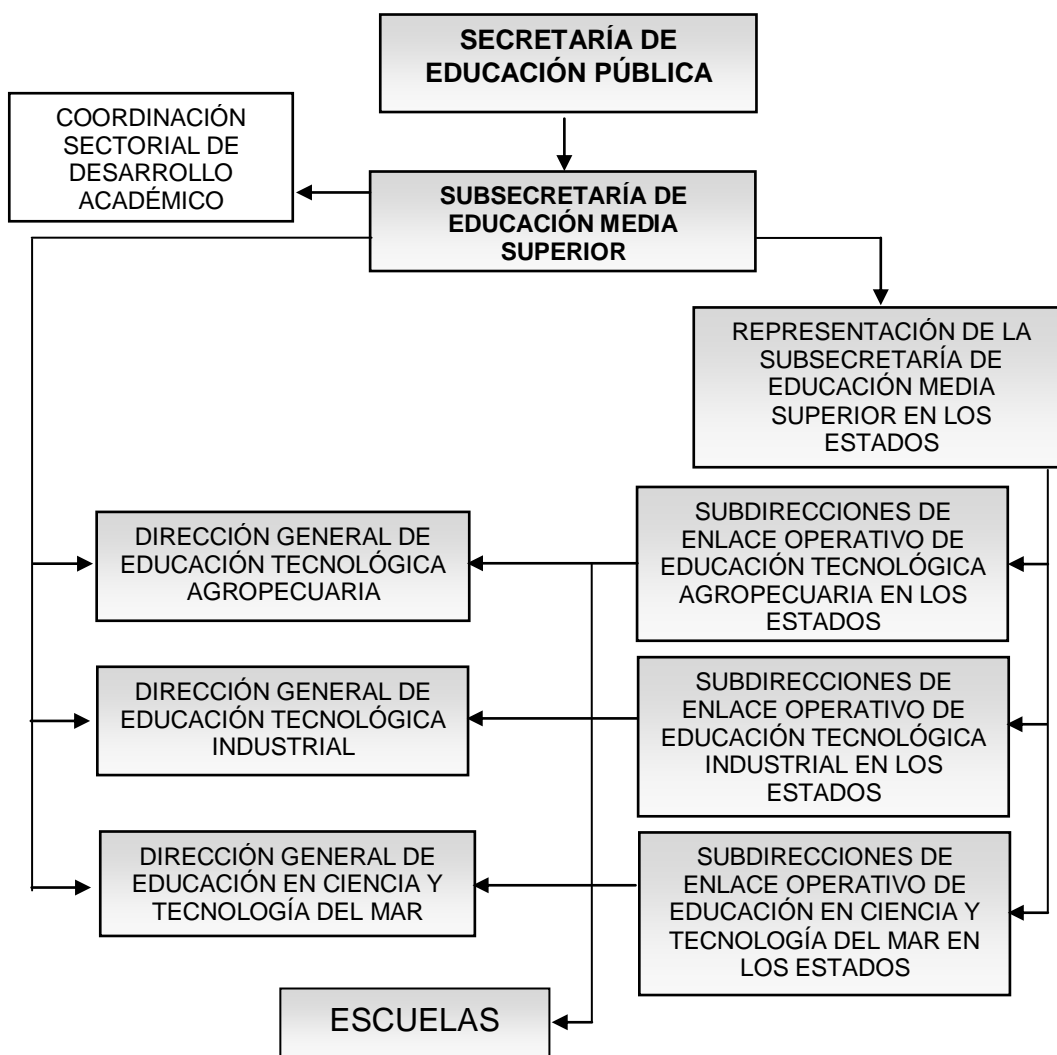 SECRETARÍA DE
EDUCACIÓN PÚBLICA
COORDINACIÓN
SECTORIAL DE
DESARROLLO
ACADÉMICO
SUBSECRETARÍA DE
EDUCACIÓN MEDIA
SUPERIOR
REPRESENTACIÓN DE LA
SUBSECRETARÍA DE
EDUCACIÓN MEDIA
SUPERIOR EN LOS
ESTADOS
DIRECCIÓN GENERAL DE
EDUCACIÓN TECNOLÓGICA
AGROPECUARIA
SUBDIRECCIONES DE
ENLACE OPERATIVO DE
EDUCACIÓN TECNOLÓGICA
AGROPECUARIA EN LOS
ESTADOS
DIRECCIÓN GENERAL DE
EDUCACIÓN TECNOLÓGICA
INDUSTRIAL
SUBDIRECCIONES DE
ENLACE OPERATIVO DE
EDUCACIÓN TECNOLÓGICA
INDUSTRIAL EN LOS
ESTADOS
DIRECCIÓN GENERAL DE
EDUCACIÓN EN CIENCIA Y
TECNOLOGÍA DEL MAR
SUBDIRECCIONES DE
ENLACE OPERATIVO DE
EDUCACIÓN EN CIENCIA Y
TECNOLOGÍA DEL MAR EN
LOS ESTADOS
ESCUELAS